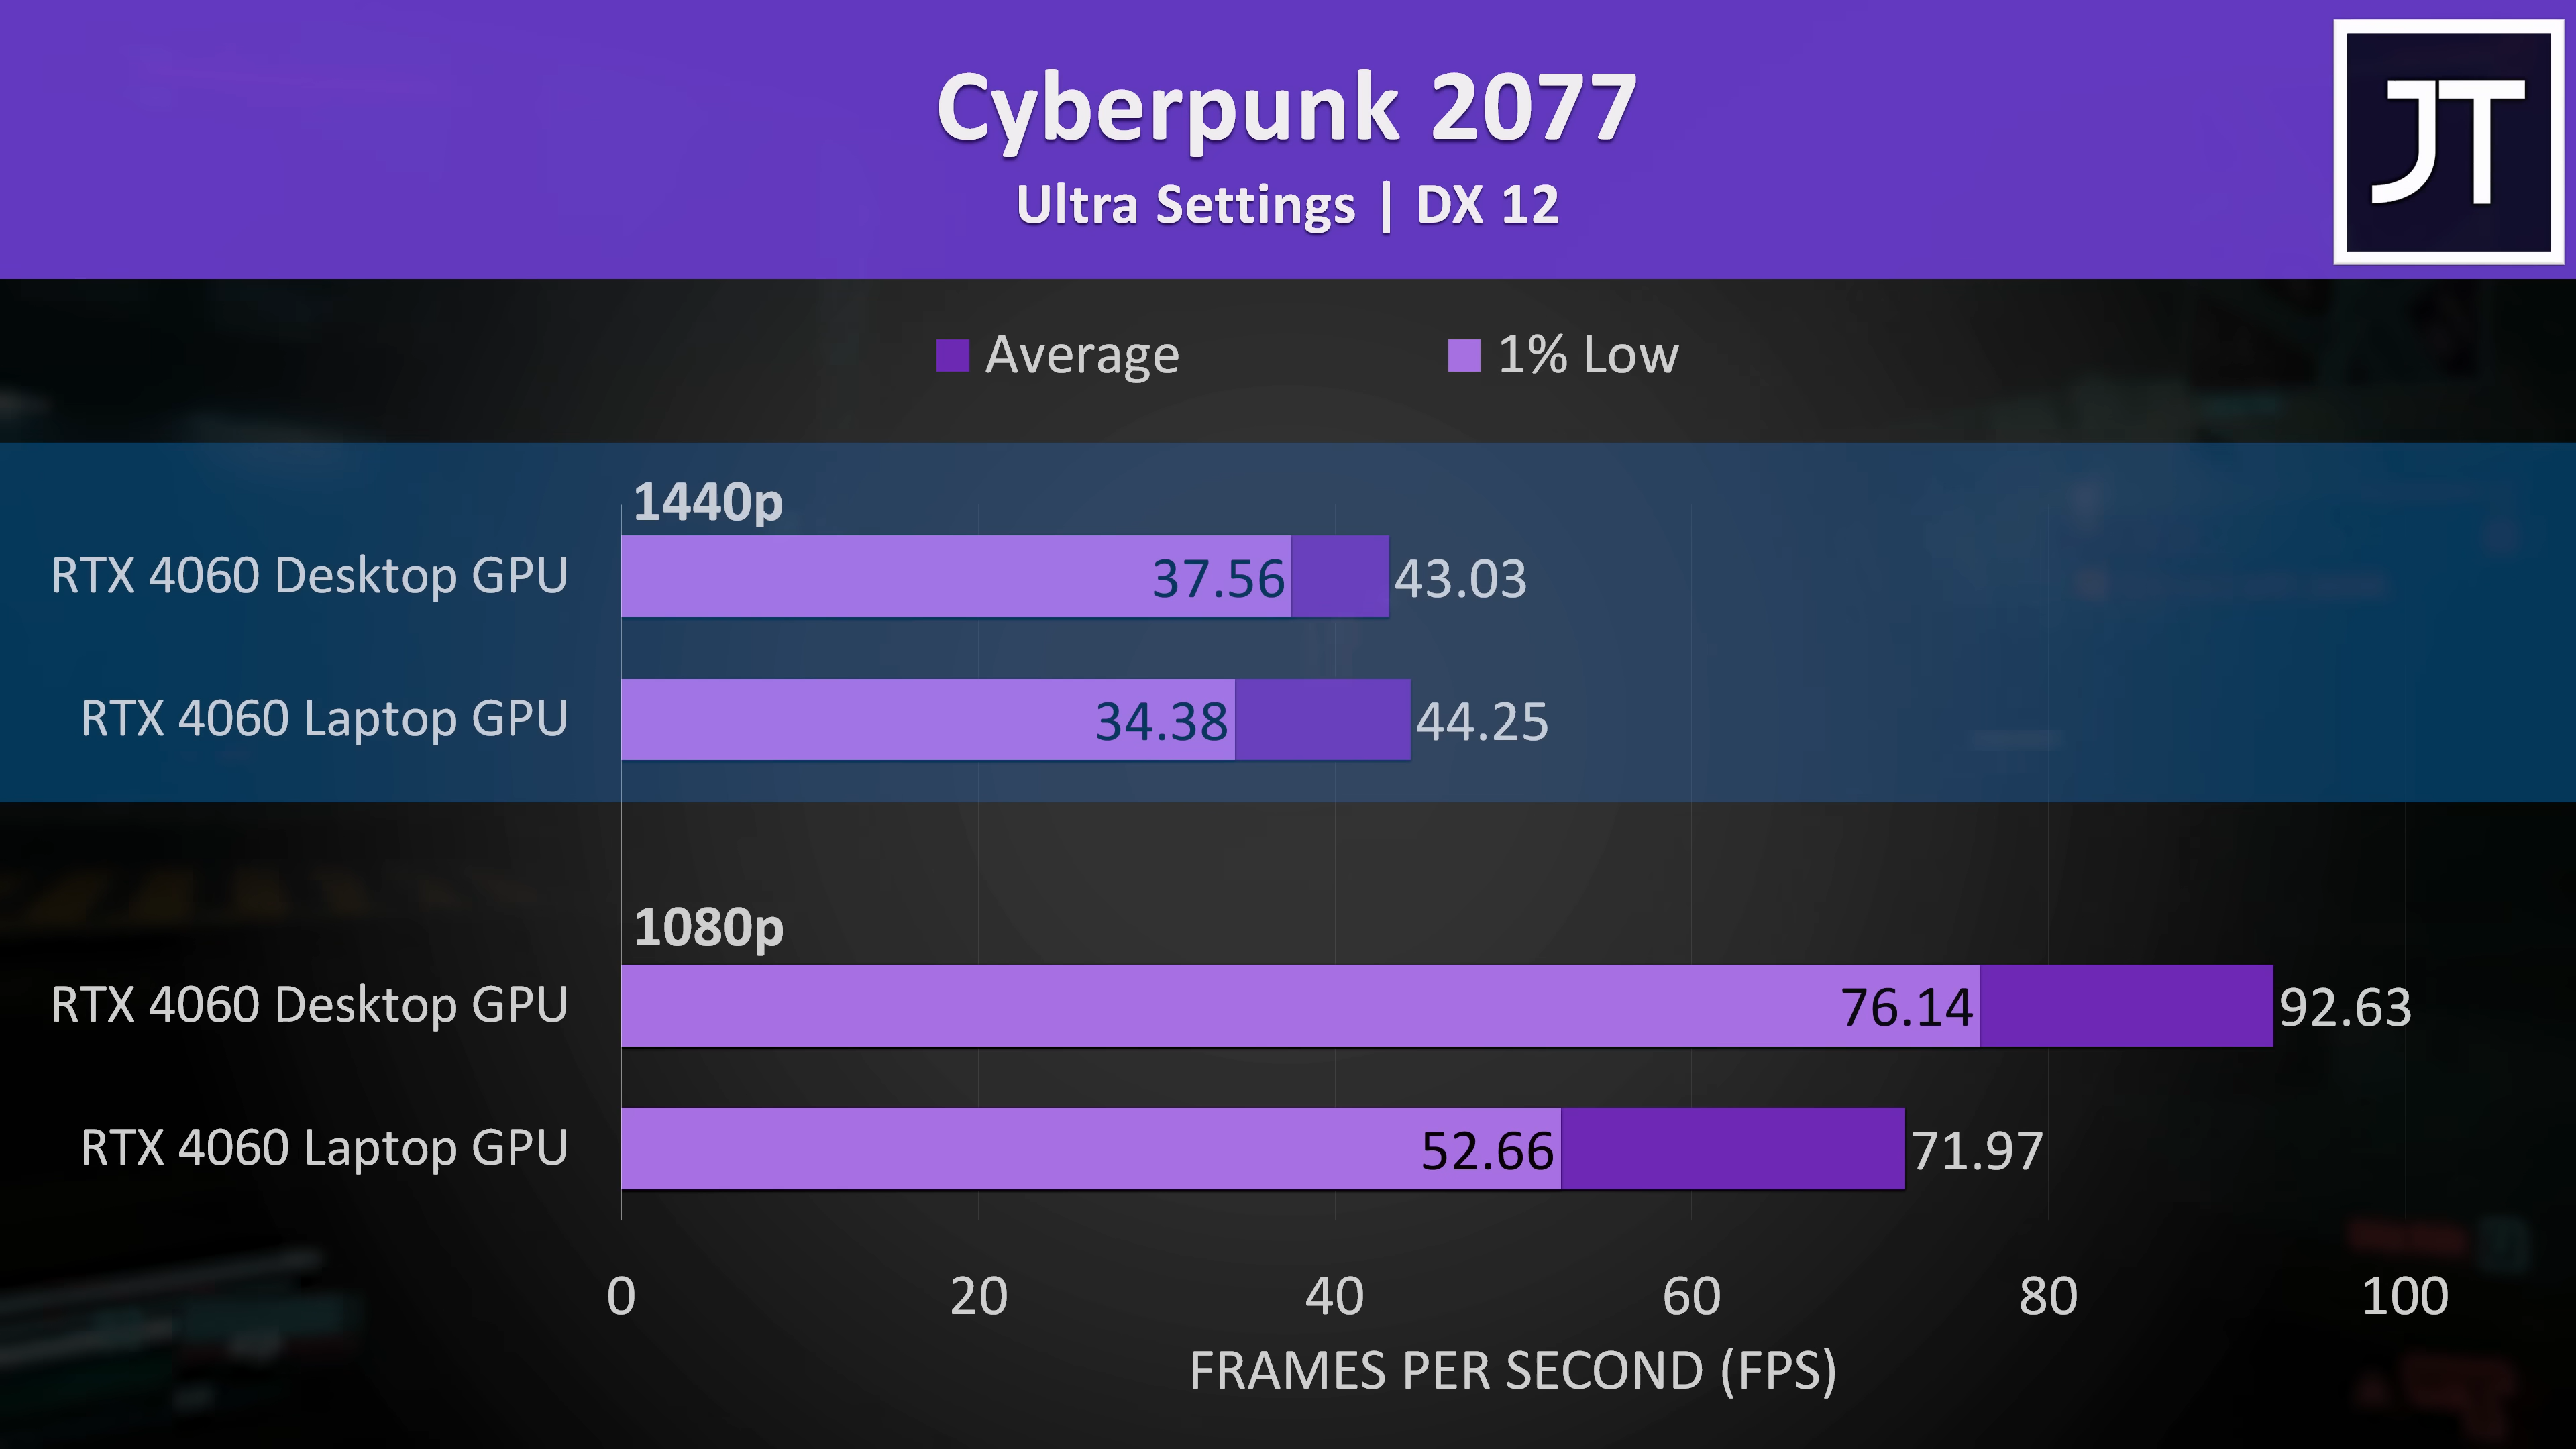 Cyberpunk 2077
Ultra Settings | DX 12
JT
Average 1% Low
1440p
RTX 4060 Desktop GPU 37.56 43.03
RTX 4060 Laptop GPU 34.38 44.25
1080p
RTX 4060 Desktop GPU 76.14 92.63
RTX 4060 Laptop GPU 52.66 71.97
0 20 40 60 80 100
FRAMES PER SECOND (FPS)